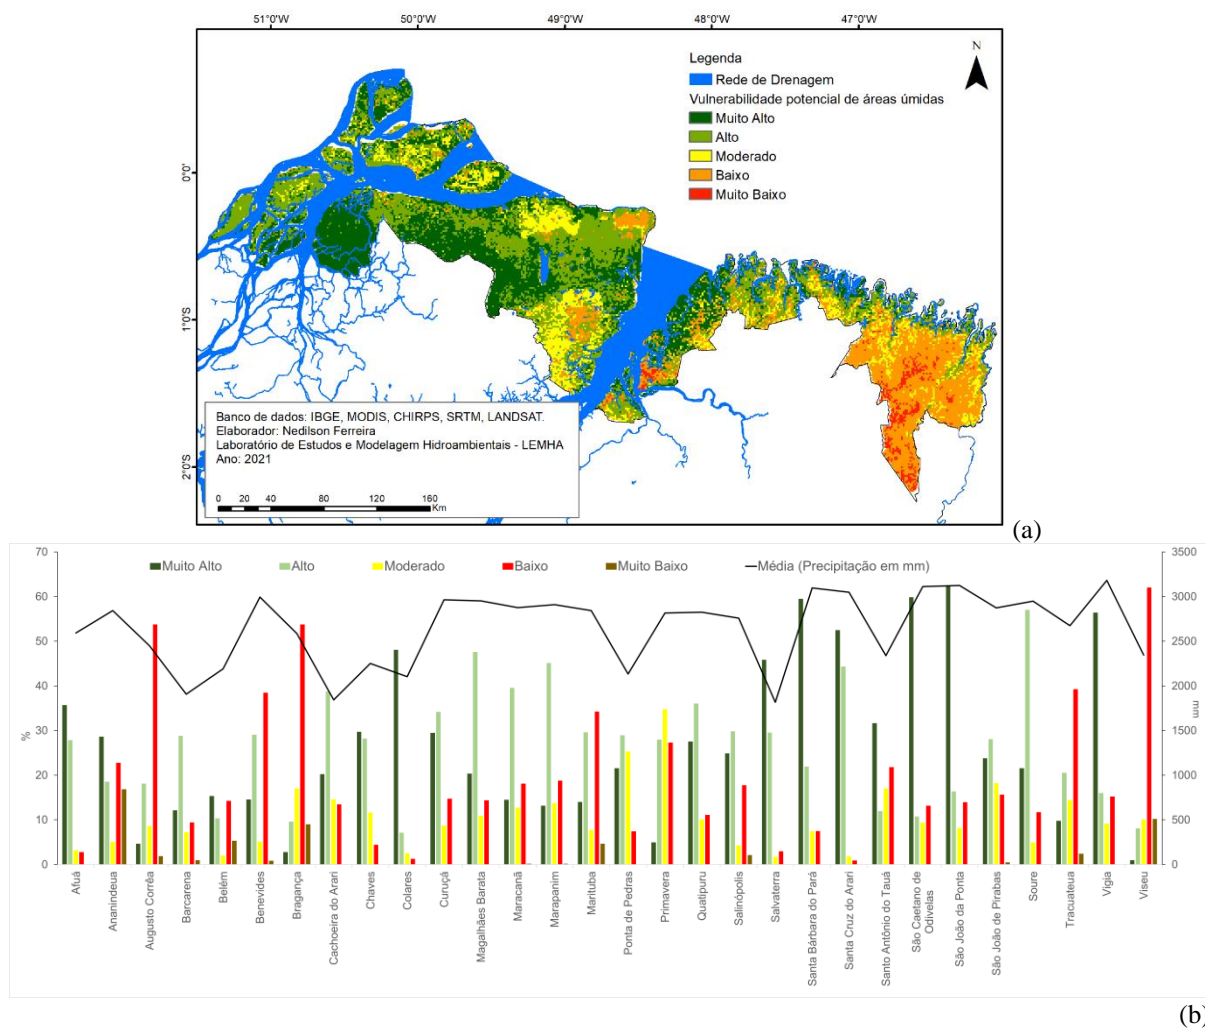 51°0'W 50°0'W 49°0'W 48°0'W 47°0'W
Legenda
N
Rede de Drenagem
Vulnerabilidade potencial de áreas úmidas
Muito Alto
Alto
Moderado
Baixo
Muito Baixo
0°0'
1°0'S
2°0'S
Banco de dados: IBGE, MODIS, CHIRPS, SRTM, LANDSAT.
Elaborador: Nedilson Ferreira
Laboratório de Estudos e Modelagem Hidroambientais - LEMHA
Ano: 2021
0 20 40 80 120 160
Km
(a)
Muito Alto Alto Moderado Baixo Muito Baixo Média (Precipitação em mm)
70
60
50
40
30
20
10
0
%
3500
3000
2500
2000
1500
1000
500
0
mm
Afuá
Ananindeua
Augusto Corrêa
Barcarena
Belém
Benevides
Bragança
Cachoeira do Arari
Chaves
Colares
Curuçá
Magalhães Barata
Maracanã
Marapanim
Marituba
Ponta de Pedras
Primavera
Quatipuru
Salinópolis
Salvaterra
Santa Bárbara do Pará
Santa Cruz do Arari
Santo Antônio do Tauá
São Caetano de
Odivelas
São João da Ponta
São João de Pirabas
Soure
Tracuateua
Vigia
Viseu
(b)